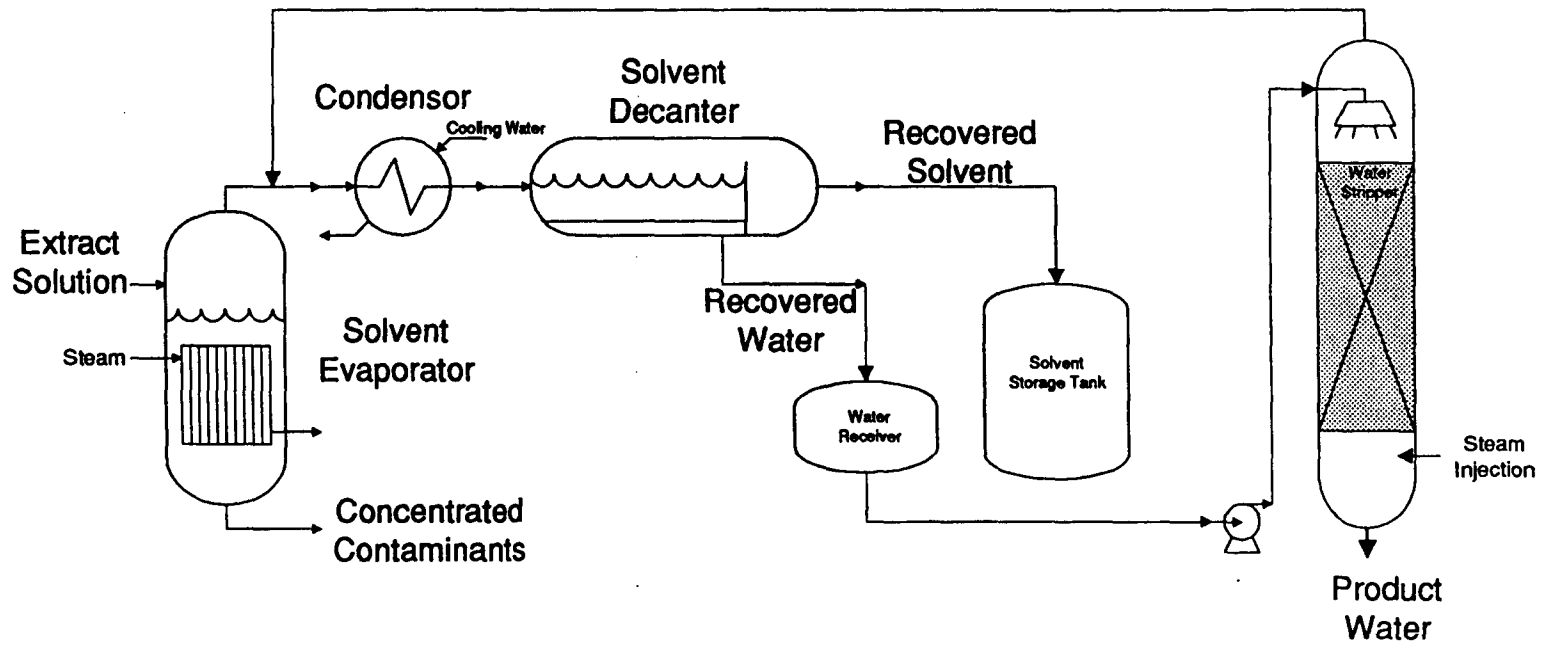 Condensor
Cooling Water
Solvent
Decanter
Recovered
Solvent
Water
Stripper
Extract
Solution
Steam
Solvent
Evaporator
Recovered
Water
Solvent
Storage Tank
Water
Receiver
Steam
Injection
Concentrated
Contaminants
Product
Water